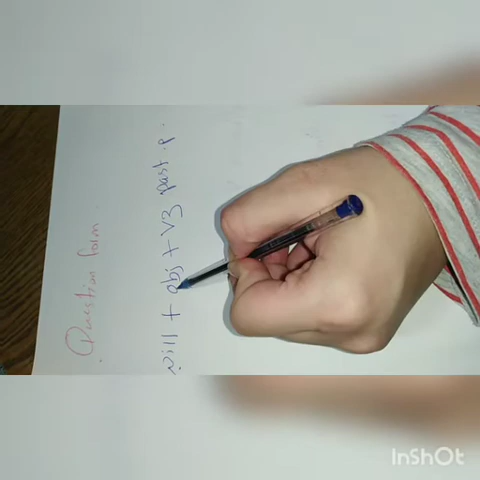 . Question form .
will + obj + V3 past . p .
InShOt